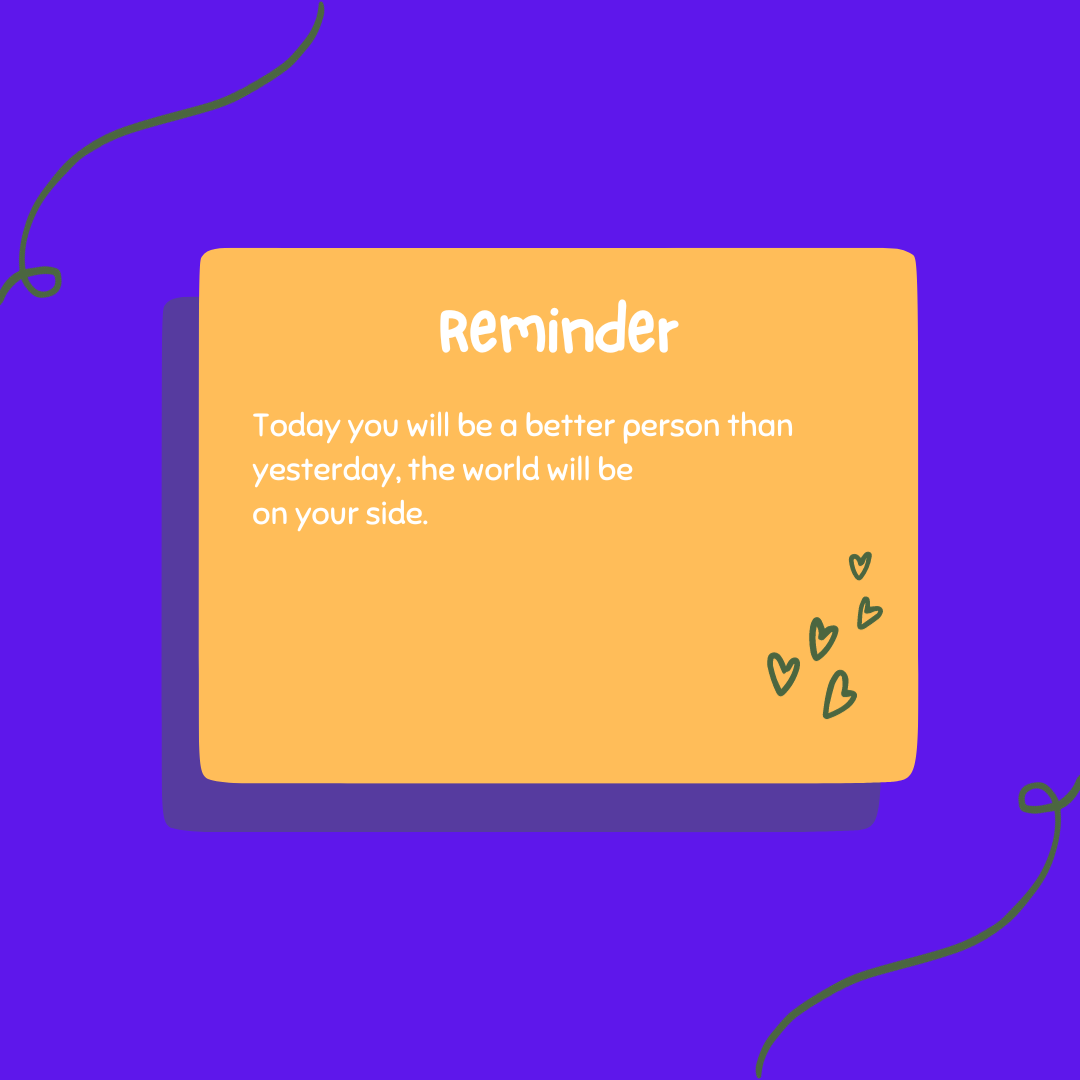 Reminder
Today you will be a better person than
yesterday, the world will be
on your side.